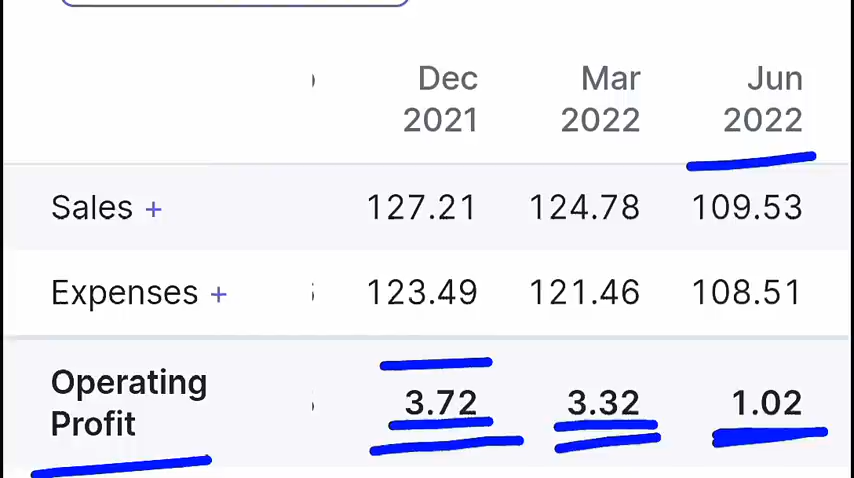 Dec Mar Jun
2021 2022 2022
Sales + 127.21 124.78 109.53
Expenses + 123.49 121.46 108.51
Operating
Profit 3.72 3.32 1.02